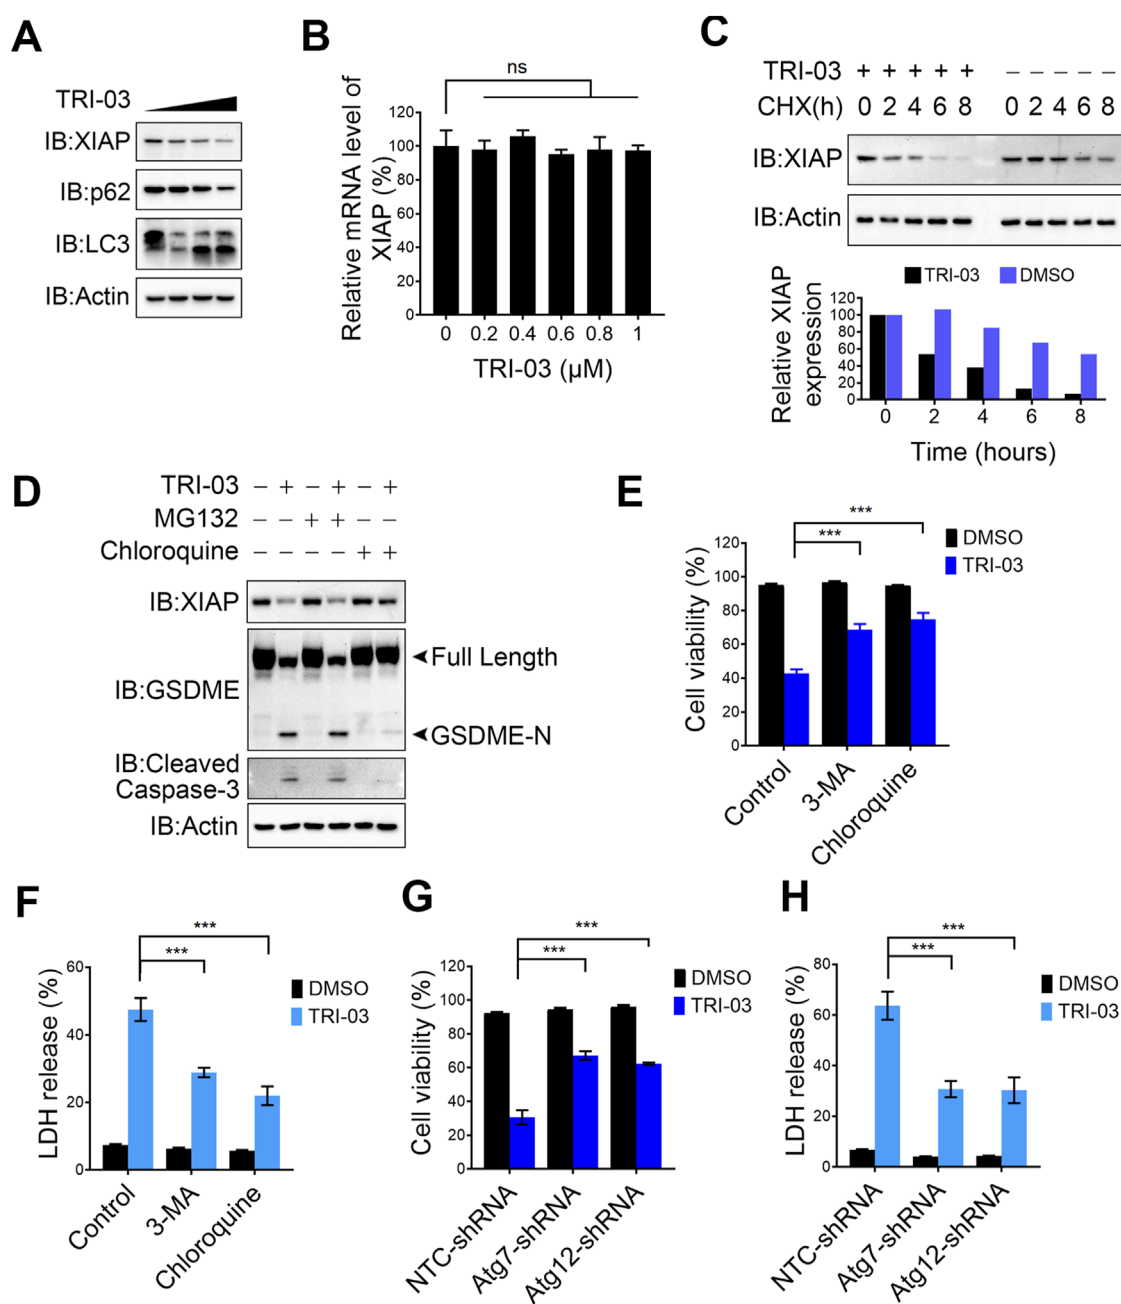 A
TRI-03
IB:XIAP
IB:p62
IB:LC3
IB:Actin
B
ns
Relative mRNA level of
XIAP (%)
120
100
80
60
40
20
0
0 0.2 0.4 0.6 0.8 1
TRI-03 (µM)
C
TRI-03 + + + + + − − − − −
CHX(h) 0 2 4 6 8 0 2 4 6 8
IB:XIAP
IB:Actin
TRI-03 DMSO
Relative XIAP
expression
120
100
80
60
40
20
0
0 2 4 6 8
Time (hours)
D
TRI-03 − + − + − +
MG132 − − + + − −
Chloroquine − − − − + +
IB:XIAP
IB:GSDME
Full Length
GSDME-N
IB:Cleaved
Caspase-3
IB:Actin
E
***
***
DMSO
TRI-03
Cell viability (%)
120
100
80
60
40
20
0
Control
3-MA
Chloroquine
F
***
***
DMSO
TRI-03
LDH release (%)
60
40
20
0
Control
3-MA
Chloroquine
G
***
***
DMSO
TRI-03
Cell viability (%)
120
100
80
60
40
20
0
NTC-shRNA
Atg7-shRNA
Atg12-shRNA
H
***
***
DMSO
TRI-03
LDH release (%)
80
60
40
20
0
NTC-shRNA
Atg7-shRNA
Atg12-shRNA